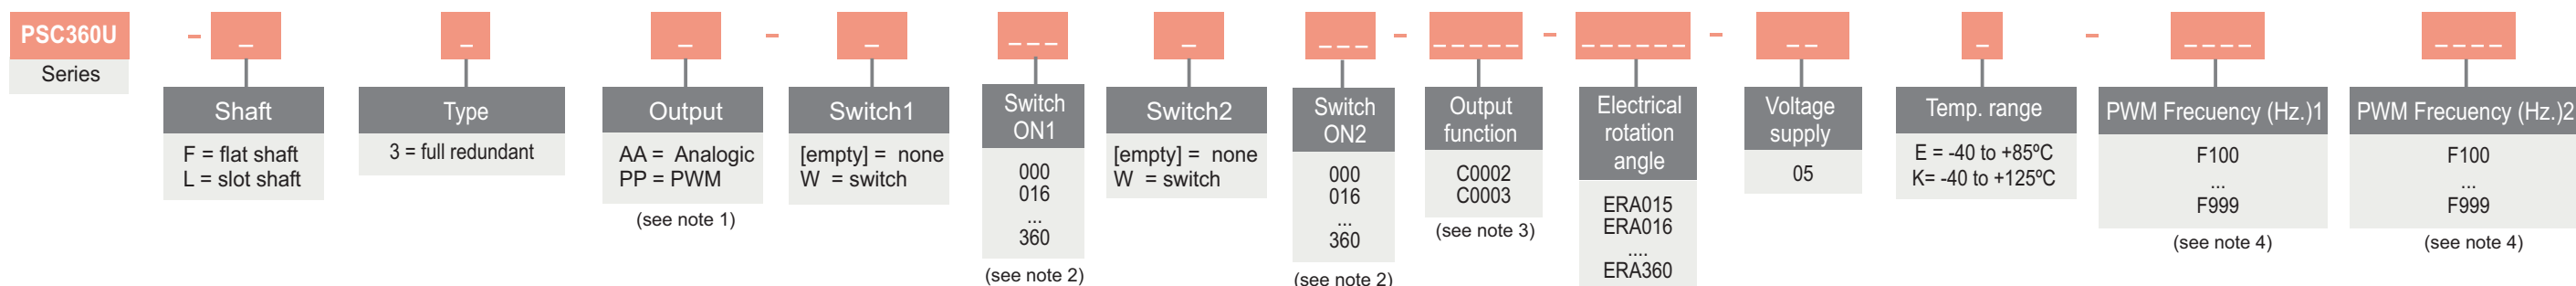 PSC360U - _ _ _ - _ _ _ _ _ _ _ _ - _ _ _ _ _ - _ _ _ _ _ _ - _ _ _ - _ _ _ _ _ _ _ _
Series
Shaft
F = flat shaft
L = slot shaft
Type
3 = full redundant
Output
AA = Analogic
PP = PWM
(see note 1)
Switch1
[empty] = none
W = switch
Switch
ON1
000
016
...
360
(see note 2)
Switch2
[empty] = none
W = switch
Switch
ON2
000
016
...
360
(see note 2)
Output
function
C0002
C0003
(see note 3)
Electrical
rotation
angle
ERA015
ERA016
....
ERA360
Voltage
supply
05
Temp. range
E = -40 to +85ºC
K= -40 to +125ºC
PWM Frecuency (Hz.)1
F100
...
F999
(see note 4)
PWM Frecuency (Hz.)2
F100
...
F999
(see note 4)